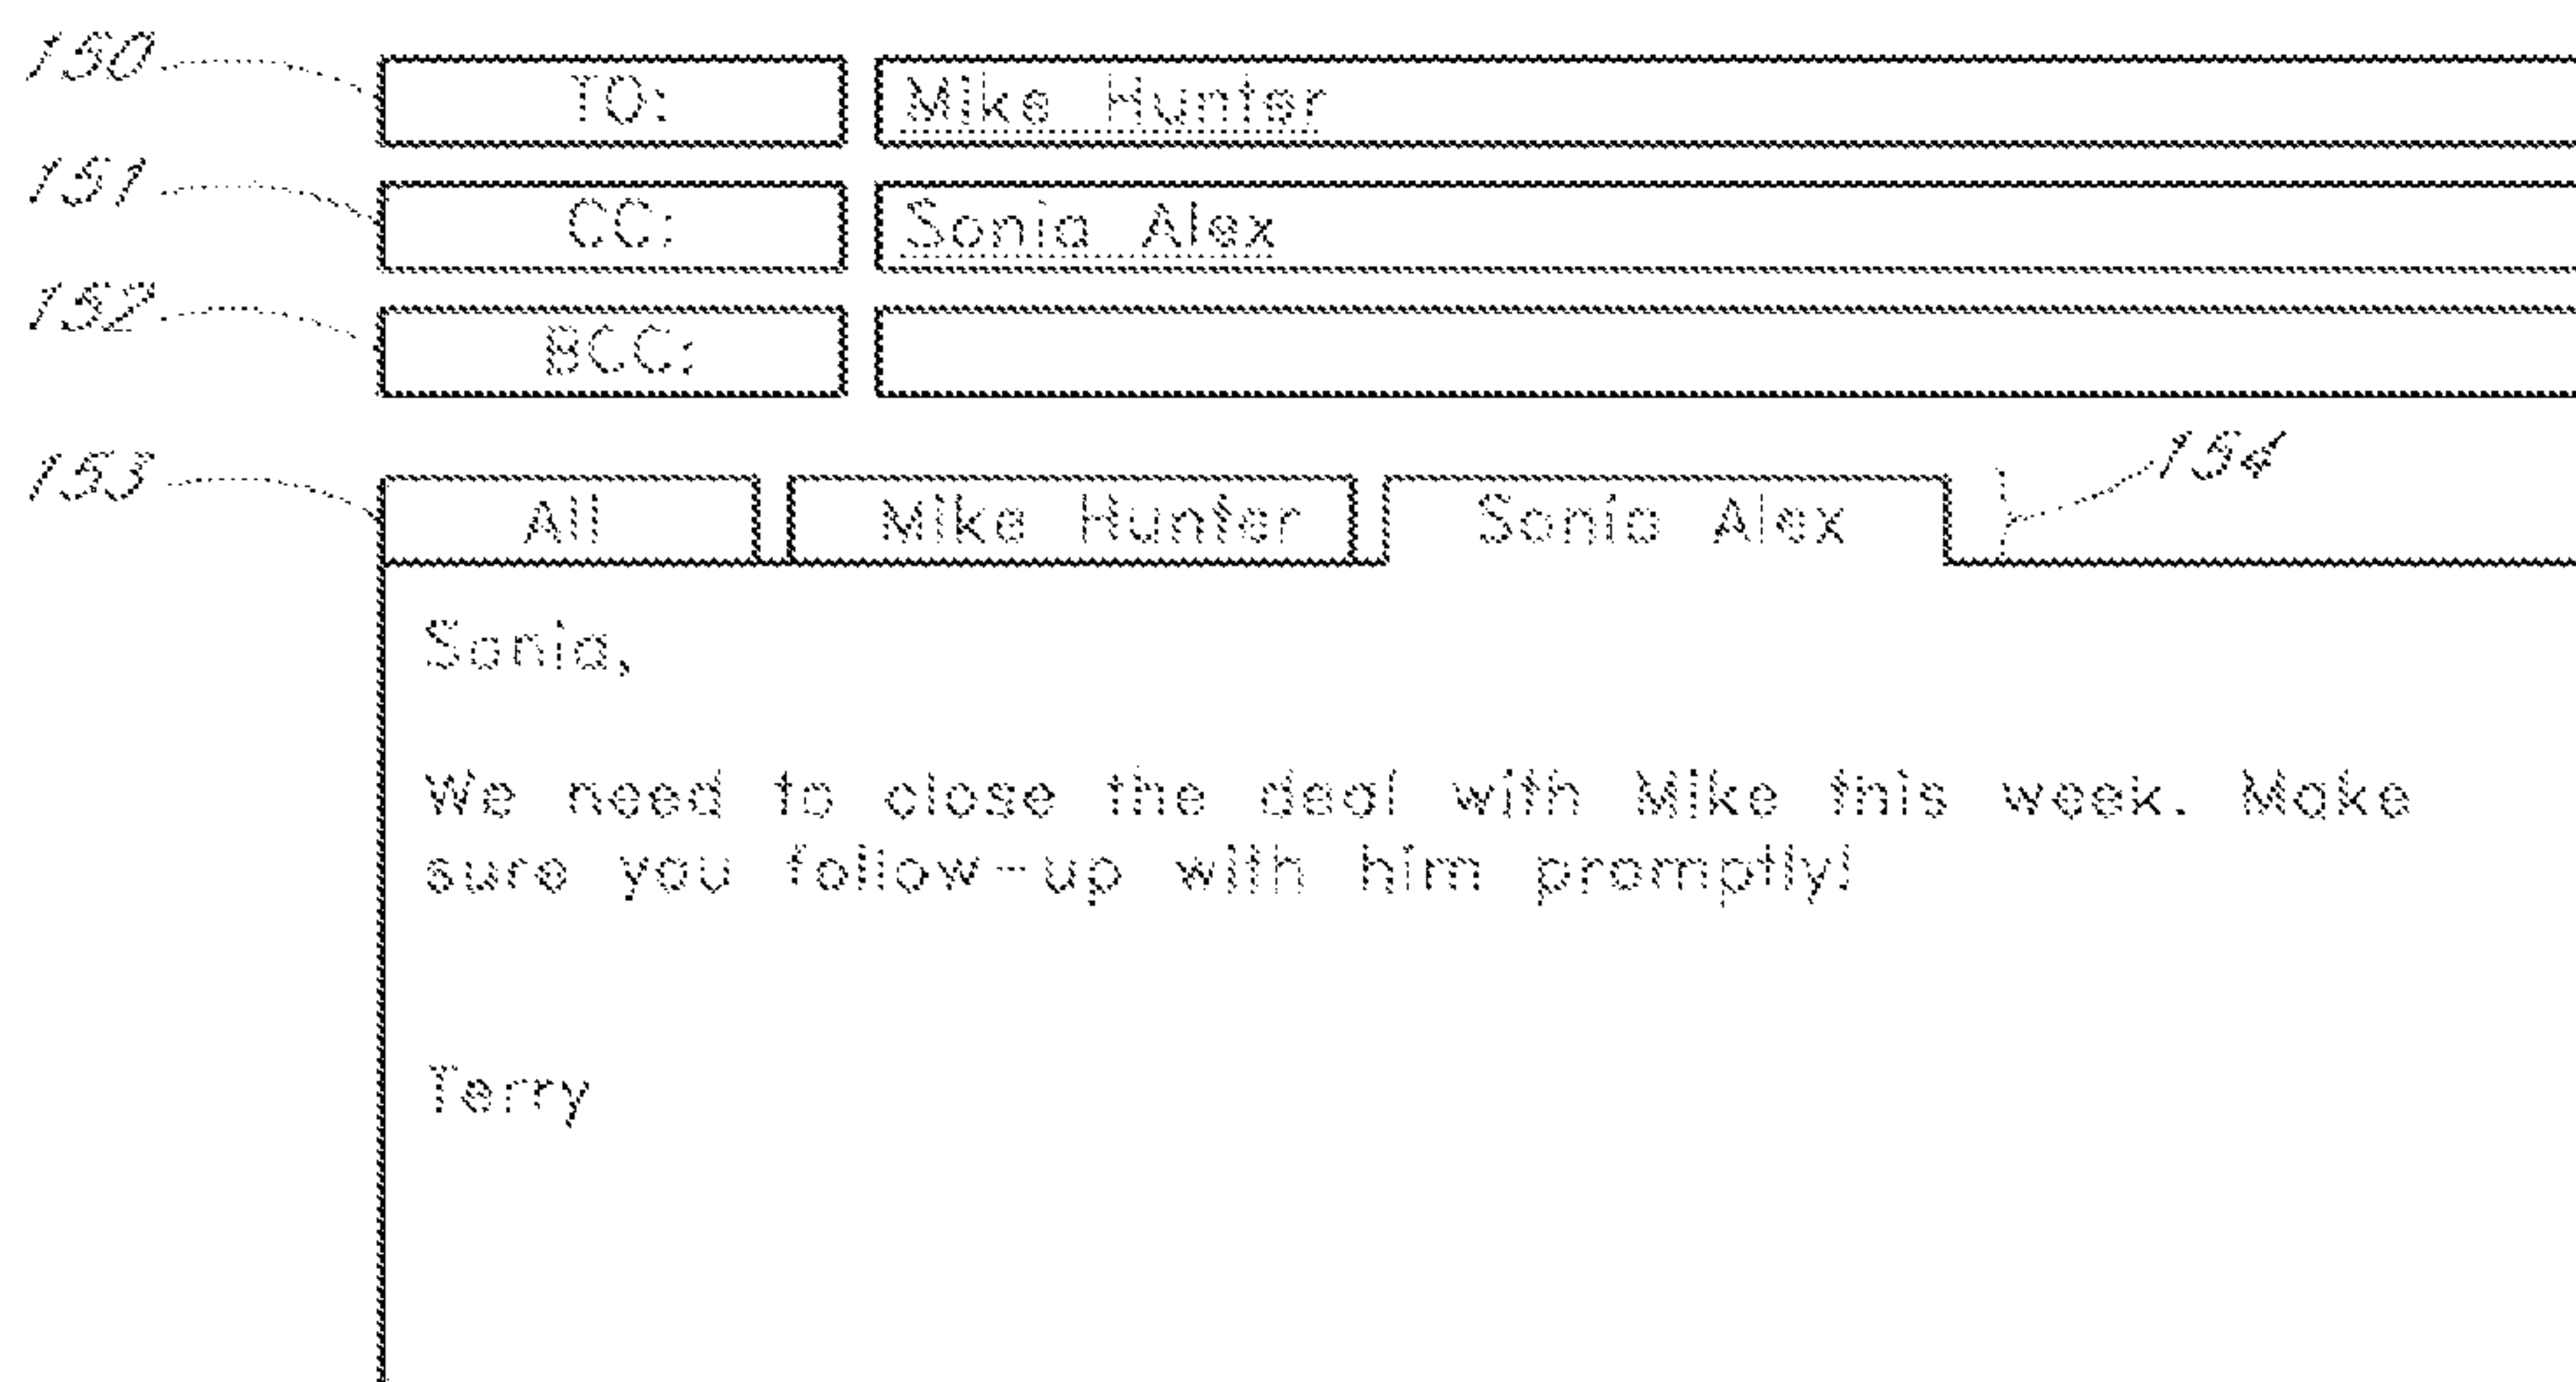 150 TO: Mike Hunter
151 CC: Sonia Alex
152 BCC:
153 All Mike Hunter Sonia Alex 154
Sonia,
We need to close the deal with Mike this week. Make
sure you follow-up with him promptly!
Terry